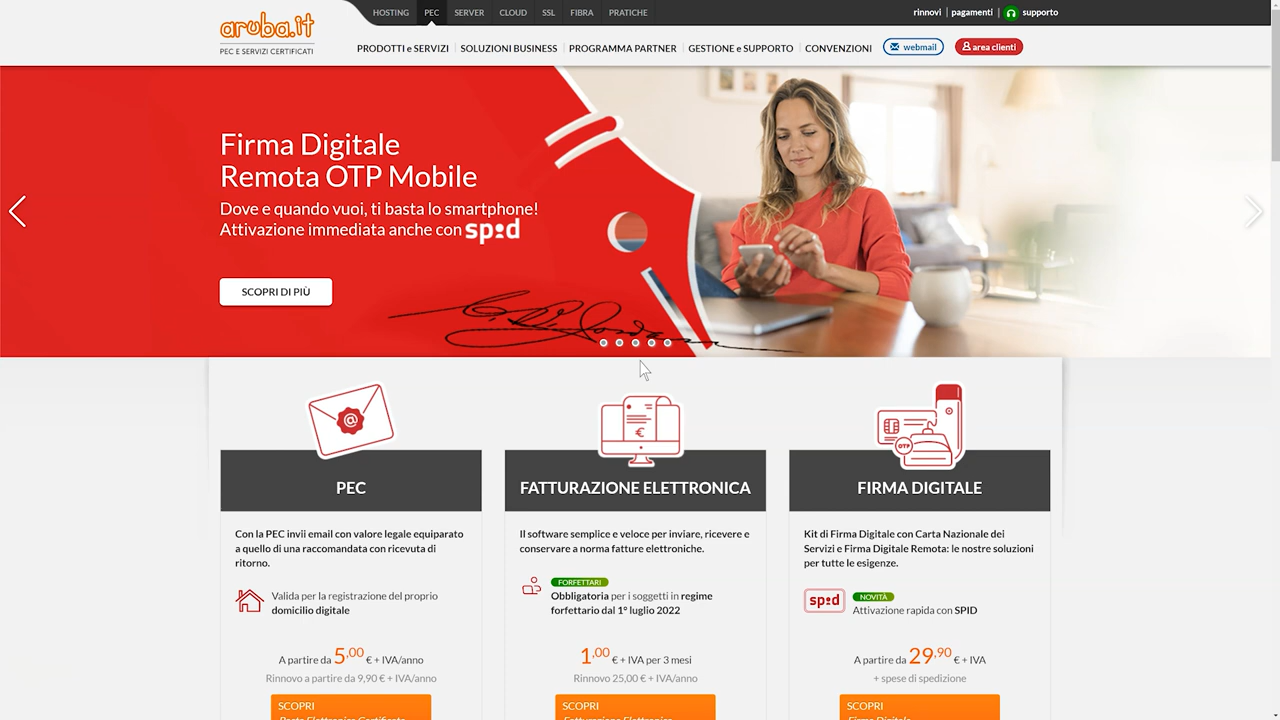 aruba.it
PEC E SERVIZI CERTIFICATI
HOSTING PEC SERVER CLOUD SSL FIBRA PRATICHE
rinnovi | pagamenti | supporto
PRODOTTI e SERVIZI SOLUZIONI BUSINESS PROGRAMMA PARTNER GESTIONE e SUPPORTO CONVENZIONI webmail area clienti
Firma Digitale
Remota OTP Mobile
Dove e quando vuoi, ti basta lo smartphone!
Attivazione immediata anche con spid
SCOPRI DI PIÙ
@
€
OTP
PEC
Con la PEC invii email con valore legale equiparato
a quello di una raccomandata con ricevuta di
ritorno.
Valida per la registrazione del proprio
domicilio digitale
A partire da 5,00 € + IVA/anno
Rinnovo a partire da 9,90 € + IVA/anno
SCOPRI
Posta Elettronica Certificata
FATTURAZIONE ELETTRONICA
Il software semplice e veloce per inviare, ricevere e
conservare a norma fatture elettroniche.
FORFETTARI
Obbligatoria per i soggetti in regime
forfettario dal 1° luglio 2022
1,00 € + IVA per 3 mesi
Rinnovo 25,00 € + IVA/anno
SCOPRI
Fatturazione Elettronica
FIRMA DIGITALE
Kit di Firma Digitale con Carta Nazionale dei
Servizi e Firma Digitale Remota: le nostre soluzioni
per tutte le esigenze.
spid
NOVITÀ
Attivazione rapida con SPID
A partire da 29,90 € + IVA
+ spese di spedizione
SCOPRI
Firma Digitale